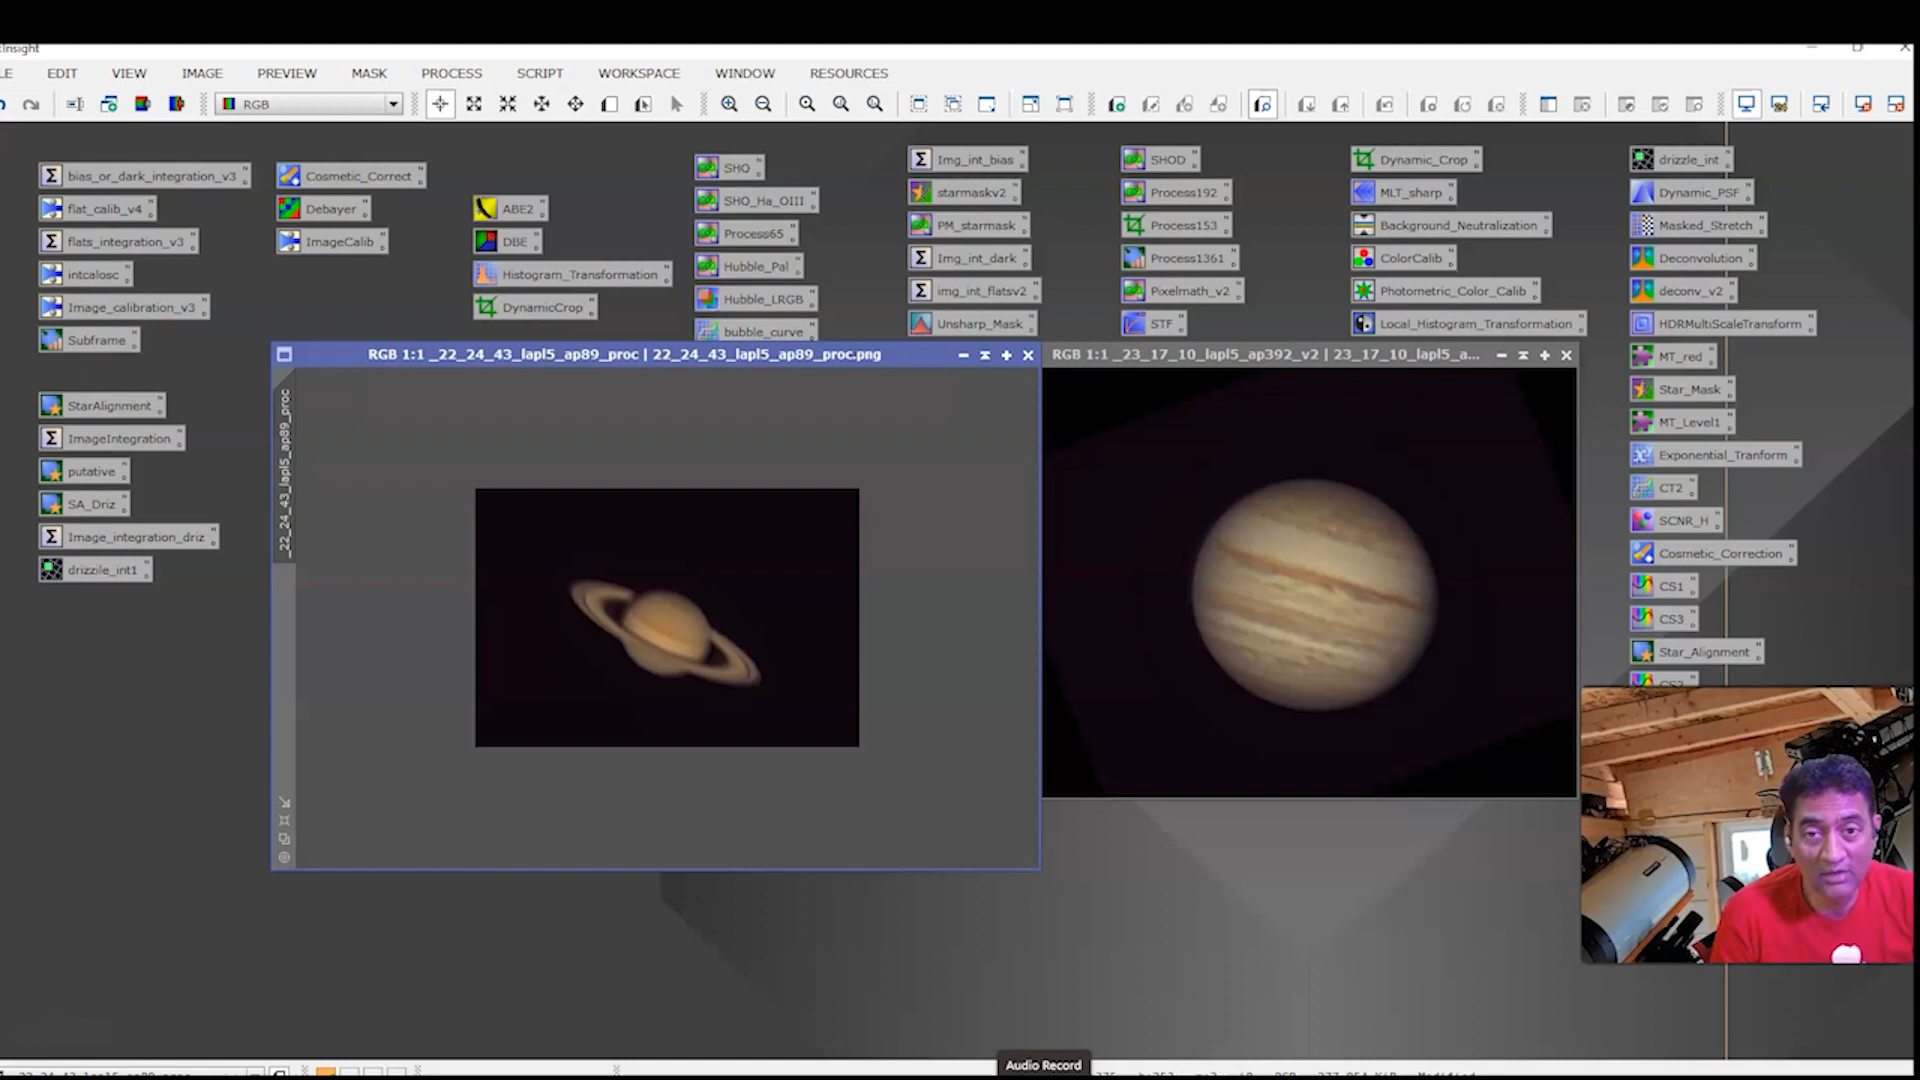 Insight
LE EDIT VIEW IMAGE PREVIEW MASK PROCESS SCRIPT WORKSPACE WINDOW RESOURCES
RGB
bias_or_dark_integration_v3
flat_calib_v4
flats_integration_v3
intcalosc
Image_calibration_v3
Subframe
StarAlignment
ImageIntegration
putative
SA_Driz
Image_integration_driz
drizzile_int1
Cosmetic_Correct
Debayer
ImageCalib
ABE2
DBE
Histogram_Transformation
DynamicCrop
SHO
SHO_Ha_OIII
Process65
Hubble_Pal
Hubble_LRGB
bubble_curve
Img_int_bias
starmaskv2
PM_starmask
Img_int_dark
img_int_flatsv2
Unsharp_Mask
SHOD
Process192
Process153
Process1361
Pixelmath_v2
STF
Dynamic_Crop
MLT_sharp
Background_Neutralization
ColorCalib
Photometric_Color_Calib
Local_Histogram_Transformation
drizzle_int
Dynamic_PSF
Masked_Stretch
Deconvolution
deconv_v2
HDRMultiScaleTransform
MT_red
Star_Mask
MT_Level1
Exponential_Tranform
CT2
SCNR_H
Cosmetic_Correction
CS1
CS3
Star_Alignment
RGB 1:1 _22_24_43_lapl5_ap89_proc | 22_24_43_lapl5_ap89_proc.png
_22_24_43_lapl5_ap89_proc
RGB 1:1 _23_17_10_lapl5_ap392_v2 | 23_17_10_lapl5_a...
Audio Record